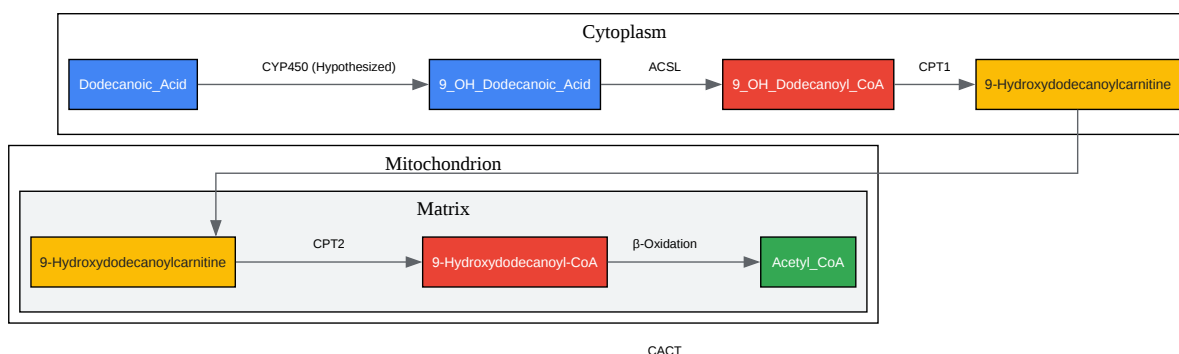 Cytoplasm
CYP450 (Hypothesized)
ACSL
CPT1
Dodecanoic_Acid
9_OH_Dodecanoic_Acid
9_OH_Dodecanoyl_CoA
9-Hydroxydodecanoylcarnitine
Mitochondrion
Matrix
CPT2
β-Oxidation
9-Hydroxydodecanoylcarnitine
9-Hydroxydodecanoyl-CoA
Acetyl_CoA
CACT